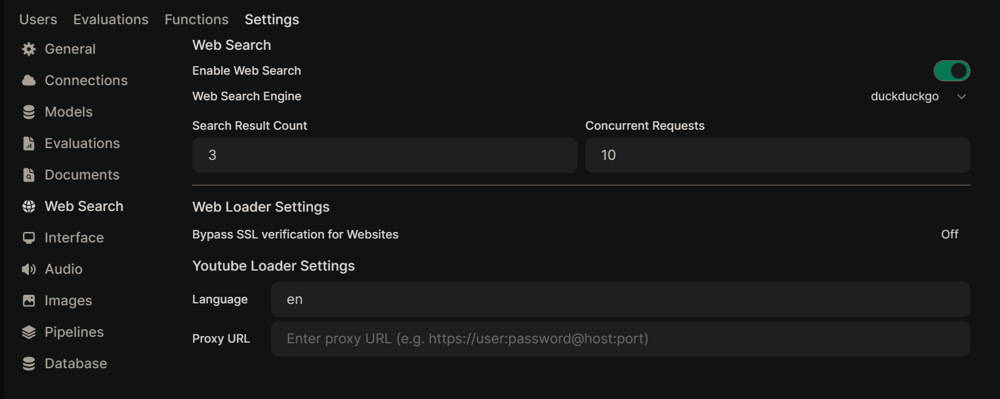 Users Evaluations Functions Settings
General
Connections
Models
Evaluations
Documents
Web Search
Interface
Audio
Images
Pipelines
Database
Web Search
Enable Web Search
Web Search Engine duckduckgo
Search Result Count Concurrent Requests
3 10
Web Loader Settings
Bypass SSL verification for Websites Off
Youtube Loader Settings
Language en
Proxy URL Enter proxy URL (e.g. https://user:password@host:port)